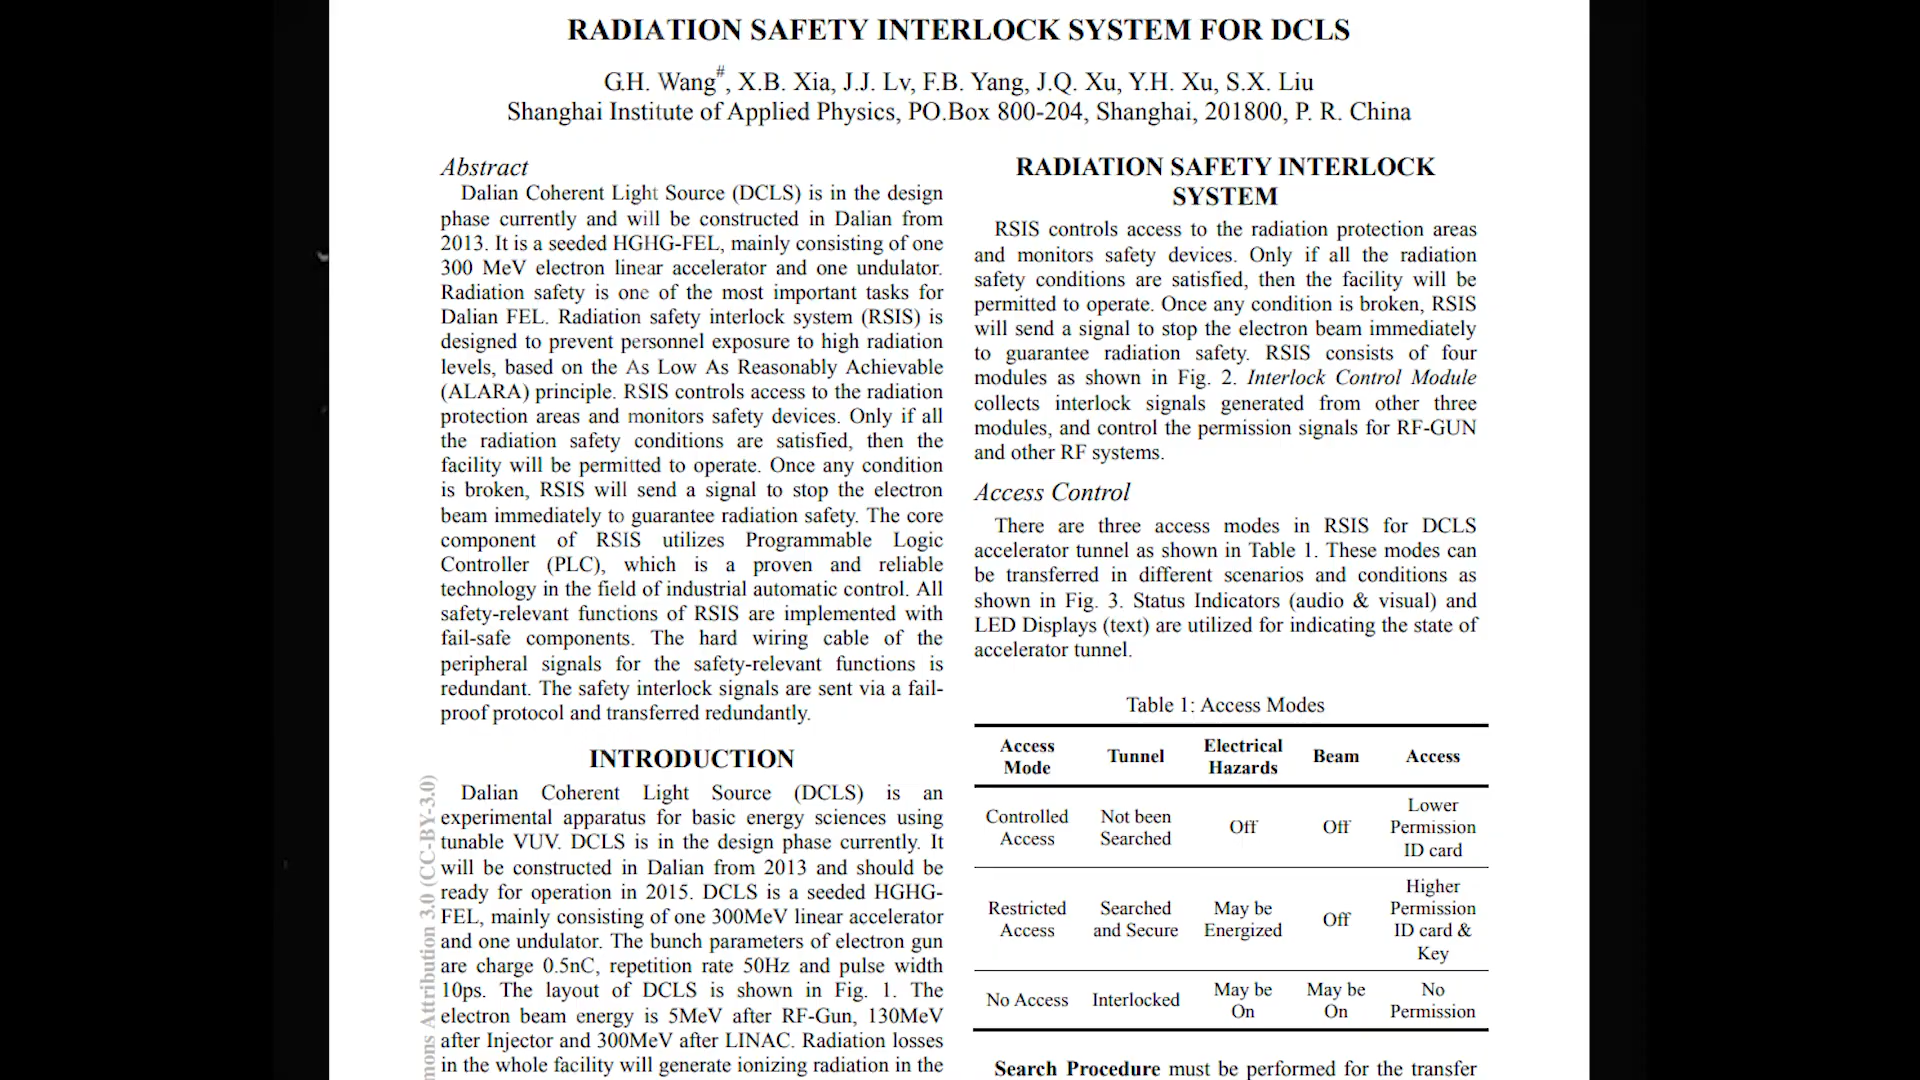 RADIATION SAFETY INTERLOCK SYSTEM FOR DCLS
G.H. Wang#, X.B. Xia, J.J. Lv, F.B. Yang, J.Q. Xu, Y.H. Xu, S.X. Liu
Shanghai Institute of Applied Physics, PO.Box 800-204, Shanghai, 201800, P. R. China
Abstract
Dalian Coherent Light Source (DCLS) is in the design
phase currently and will be constructed in Dalian from
2013. It is a seeded HGHG-FEL, mainly consisting of one
300 MeV electron linear accelerator and one undulator.
Radiation safety is one of the most important tasks for
Dalian FEL. Radiation safety interlock system (RSIS) is
designed to prevent personnel exposure to high radiation
levels, based on the As Low As Reasonably Achievable
(ALARA) principle. RSIS controls access to the radiation
protection areas and monitors safety devices. Only if all
the radiation safety conditions are satisfied, then the
facility will be permitted to operate. Once any condition
is broken, RSIS will send a signal to stop the electron
beam immediately to guarantee radiation safety. The core
component of RSIS utilizes Programmable Logic
Controller (PLC), which is a proven and reliable
technology in the field of industrial automatic control. All
safety-relevant functions of RSIS are implemented with
fail-safe components. The hard wiring cable of the
peripheral signals for the safety-relevant functions is
redundant. The safety interlock signals are sent via a fail-
proof protocol and transferred redundantly.
INTRODUCTION
Dalian Coherent Light Source (DCLS) is an
experimental apparatus for basic energy sciences using
tunable VUV. DCLS is in the design phase currently. It
will be constructed in Dalian from 2013 and should be
ready for operation in 2015. DCLS is a seeded HGHG-
FEL, mainly consisting of one 300MeV linear accelerator
and one undulator. The bunch parameters of electron gun
are charge 0.5nC, repetition rate 50Hz and pulse width
10ps. The layout of DCLS is shown in Fig. 1. The
electron beam energy is 5MeV after RF-Gun, 130MeV
after Injector and 300MeV after LINAC. Radiation losses
in the whole facility will generate ionizing radiation in the
RADIATION SAFETY INTERLOCK
SYSTEM
RSIS controls access to the radiation protection areas
and monitors safety devices. Only if all the radiation
safety conditions are satisfied, then the facility will be
permitted to operate. Once any condition is broken, RSIS
will send a signal to stop the electron beam immediately
to guarantee radiation safety. RSIS consists of four
modules as shown in Fig. 2. Interlock Control Module
collects interlock signals generated from other three
modules, and control the permission signals for RF-GUN
and other RF systems.
Access Control
There are three access modes in RSIS for DCLS
accelerator tunnel as shown in Table 1. These modes can
be transferred in different scenarios and conditions as
shown in Fig. 3. Status Indicators (audio & visual) and
LED Displays (text) are utilized for indicating the state of
accelerator tunnel.
Table 1: Access Modes
Access Mode Tunnel Electrical Hazards Beam Access
Controlled Access Not been Searched Off Off Lower Permission ID card
Restricted Access Searched and Secure May be Energized Off Higher Permission ID card & Key
No Access Interlocked May be On May be On No Permission
Search Procedure must be performed for the transfer
mons Attribution 3.0 (CC-BY-3.0)